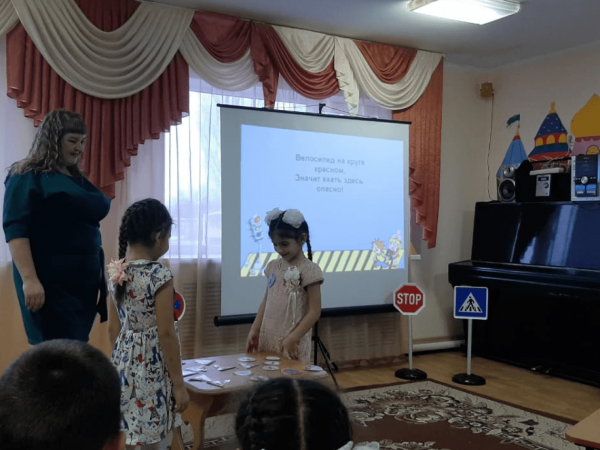 Велосипед на круге
красном,
Значит ехать здесь
опасно!
STOP